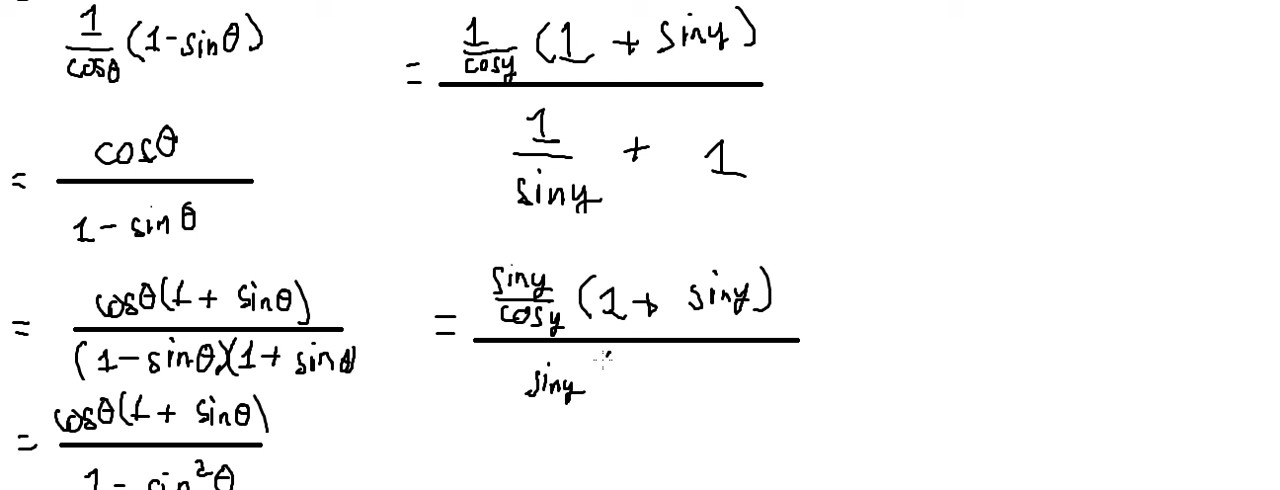 1
cosθ (1-sinθ)
= cosθ
1 - sin θ
= cosθ(1 + sinθ)
(1-sinθ)(1 + sinθ
= cosθ(1 + sinθ)
1 - sin²θ
= 1/cosy (1 + siny)
1/siny + 1
= siny/cosy (1 + siny)
siny